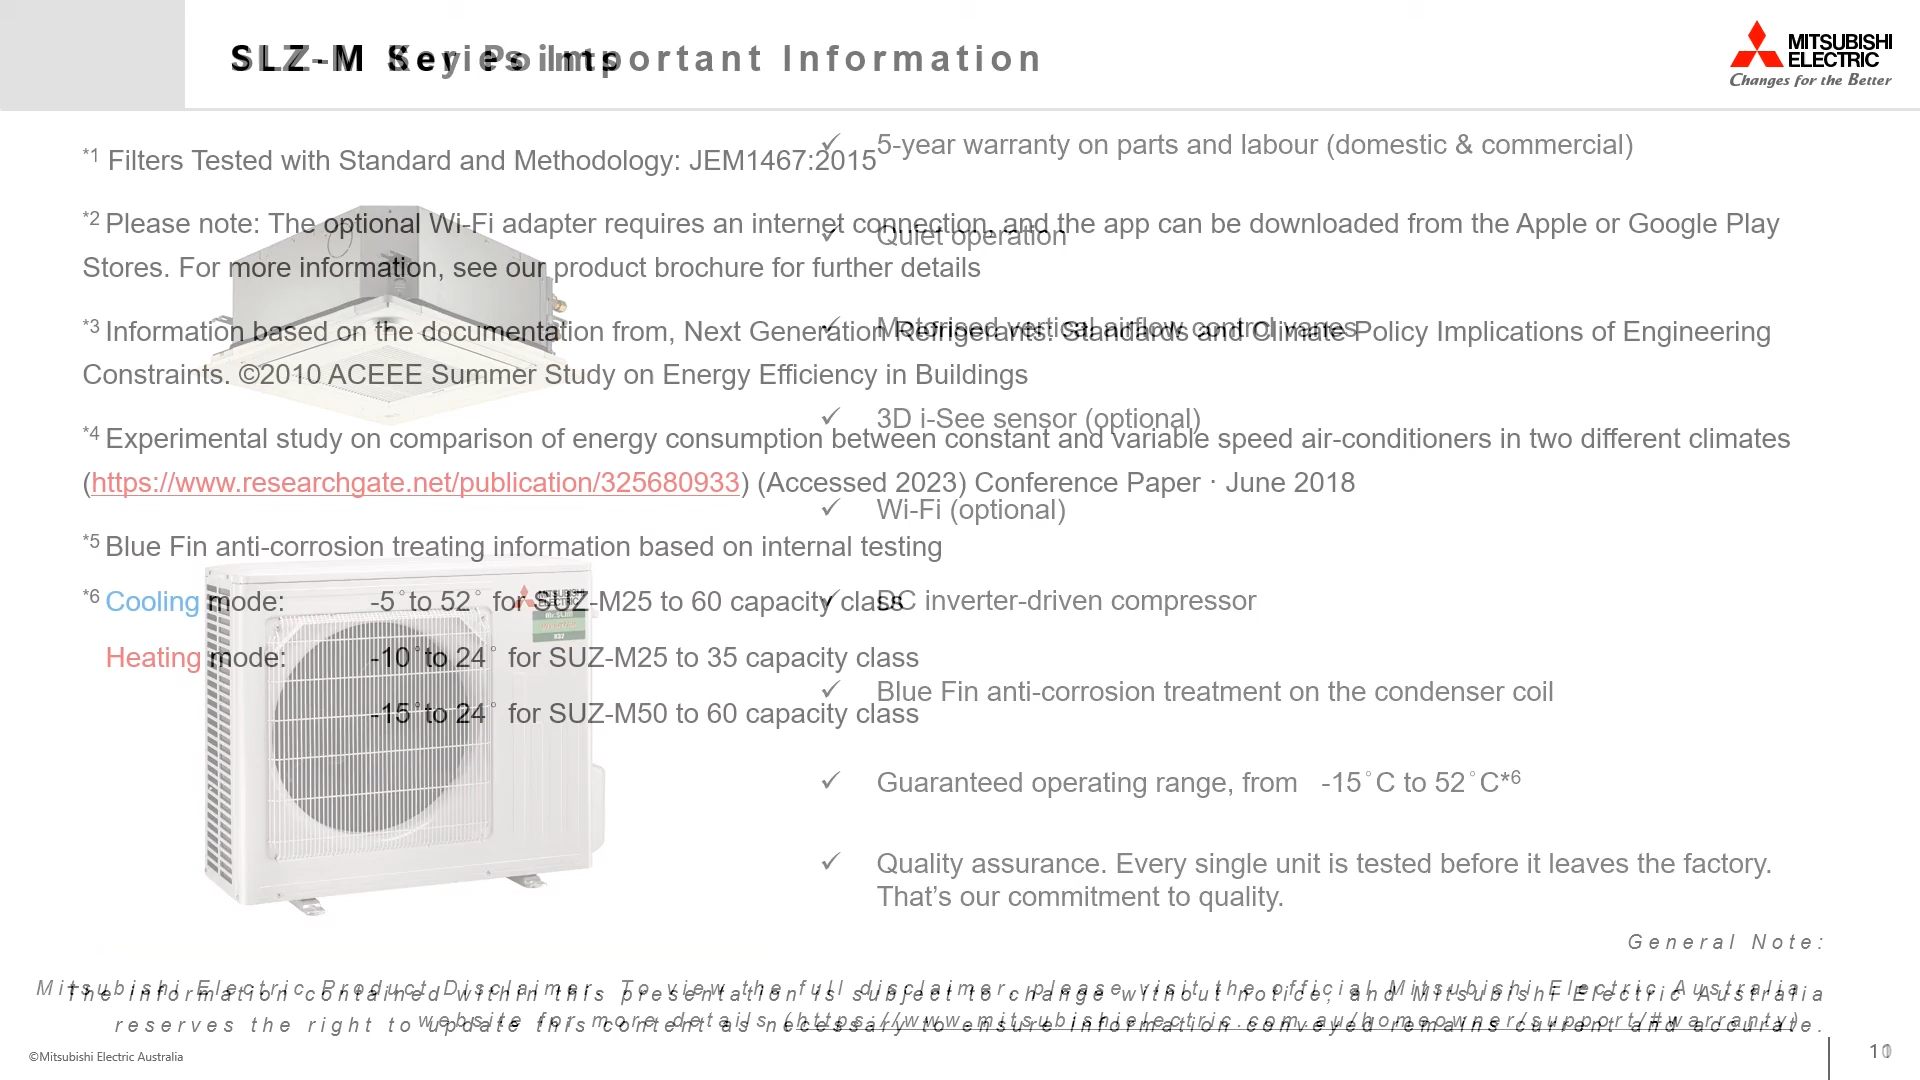 SLZ-M Key Points
SLZ-M Series Important Information
MITSUBISHI
ELECTRIC
Changes for the Better
*1 Filters Tested with Standard and Methodology: JEM1467:2015
*2 Please note: The optional Wi-Fi adapter requires an internet connection, and the app can be downloaded from the Apple or Google Play
Stores. For more information, see our product brochure for further details
*3 Information based on the documentation from, Next Generation Refrigerants: Standards and Climate Policy Implications of Engineering
Constraints. ©2010 ACEEE Summer Study on Energy Efficiency in Buildings
*4 Experimental study on comparison of energy consumption between constant and variable speed air-conditioners in two different climates
(https://www.researchgate.net/publication/325680933) (Accessed 2023) Conference Paper · June 2018
*5 Blue Fin anti-corrosion treating information based on internal testing
*6 Cooling mode: -5° to 52° for SUZ-M25 to 60 capacity class
Heating mode: -10° to 24° for SUZ-M25 to 35 capacity class
-15° to 24° for SUZ-M50 to 60 capacity class
✓ 5-year warranty on parts and labour (domestic & commercial)
✓ Quiet operation
✓ Motorised vertical airflow control vanes
✓ 3D i-See sensor (optional)
✓ Wi-Fi (optional)
✓ DC inverter-driven compressor
✓ Blue Fin anti-corrosion treatment on the condenser coil
✓ Guaranteed operating range, from -15°C to 52°C*6
✓ Quality assurance. Every single unit is tested before it leaves the factory.
That’s our commitment to quality.
MITSUBISHI
ELECTRIC
R32
General Note:
The information contained within this presentation is subject to change without notice, and Mitsubishi Electric Australia
reserves the right to update this content as necessary to ensure information conveyed remains current and accurate.
Mitsubishi Electric Product Disclaimer. To view the full disclaimer, please visit the official Mitsubishi Electric Australia
website for more details (https://www.mitsubishielectric.com.au/homeowner/support/#warranty)
©Mitsubishi Electric Australia